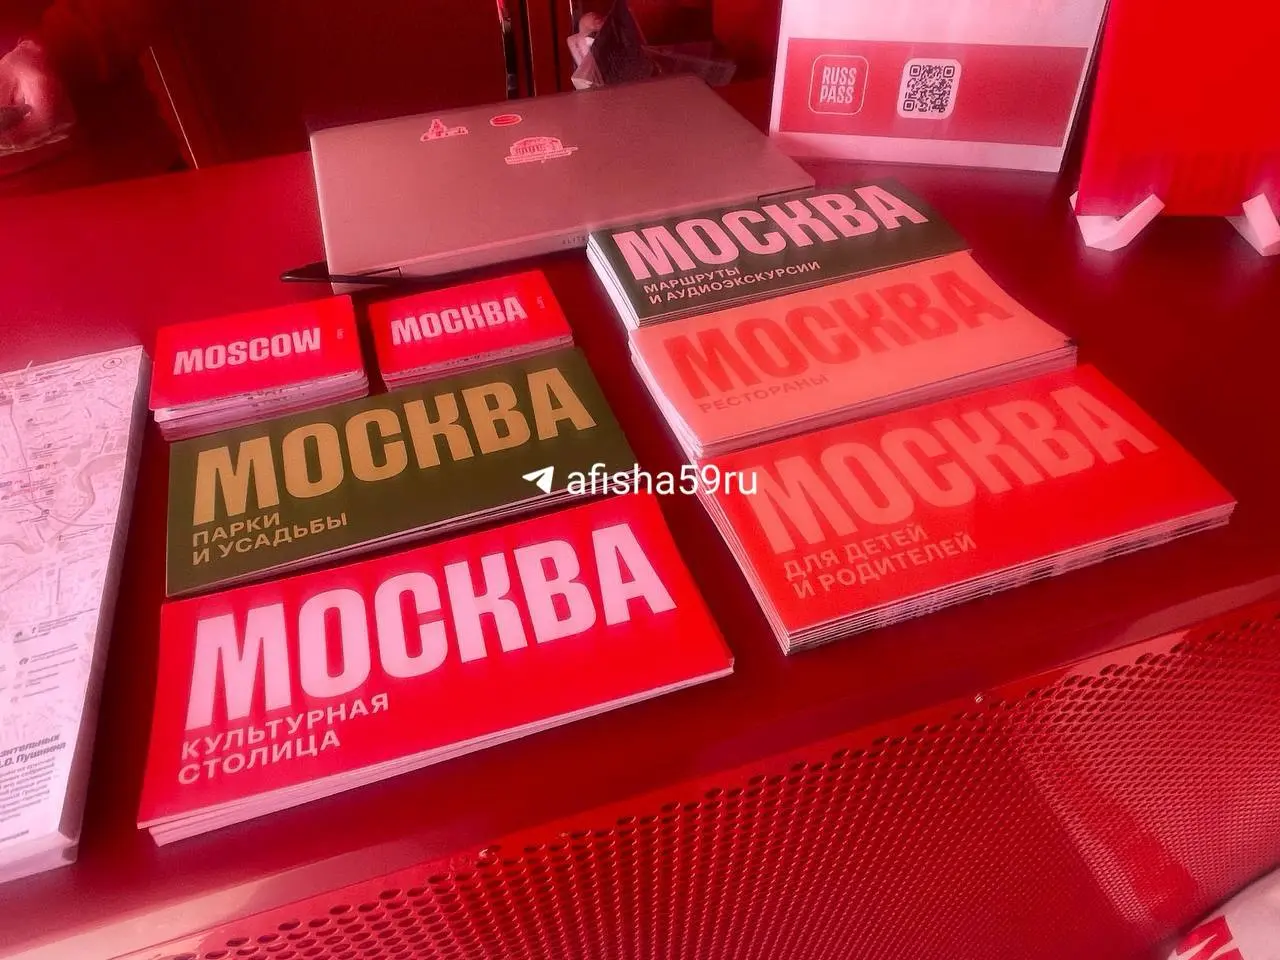 RUSS
PASS
МОСКВА
МАРШРУТЫ
И АУДИОЭКСКУРСИИ
MOSCOW
МОСКВА
МОСКВА
РЕСТОРАНЫ
МОСКВА
ПАРКИ
И УСАДЬБЫ
МОСКВА
ДЛЯ ДЕТЕЙ
И РОДИТЕЛЕЙ
afisha59ru
МОСКВА
КУЛЬТУРНАЯ
СТОЛИЦА
Пушкина